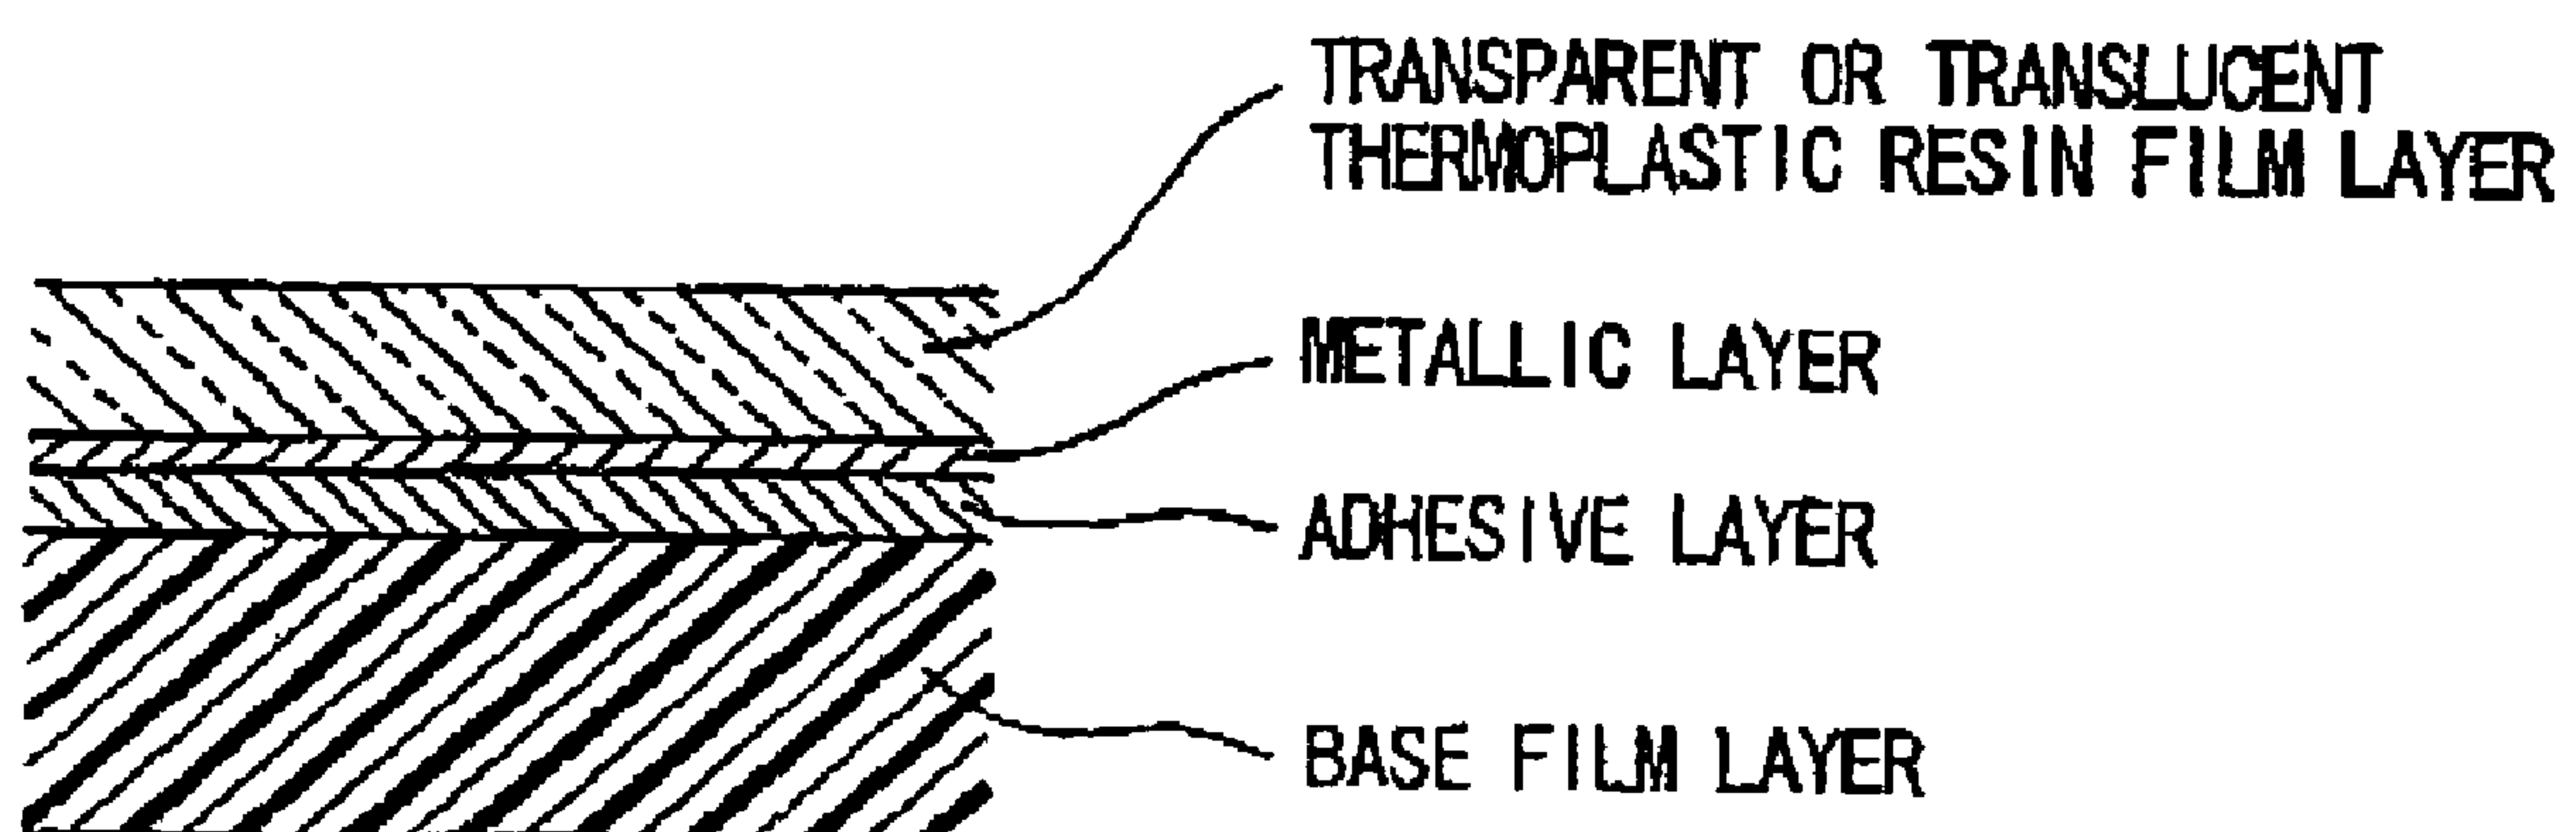 TRANSPARENT OR TRANSLUCENT
THERMOPLASTIC RESIN FILM LAYER
METALLIC LAYER
ADHESIVE LAYER
BASE FILM LAYER